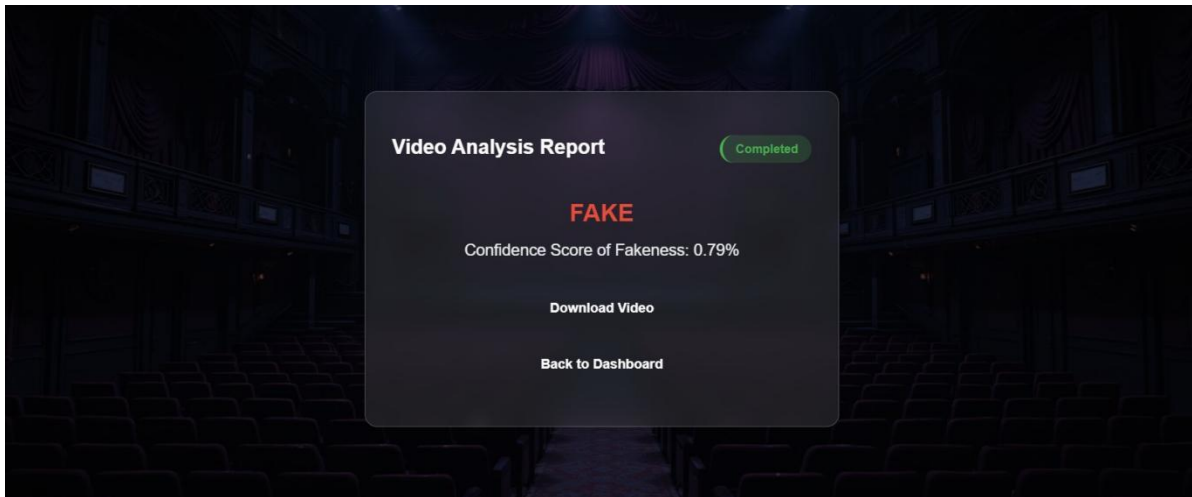 Video Analysis Report
Completed
FAKE
Confidence Score of Fakeness: 0.79%
Download Video
Back to Dashboard